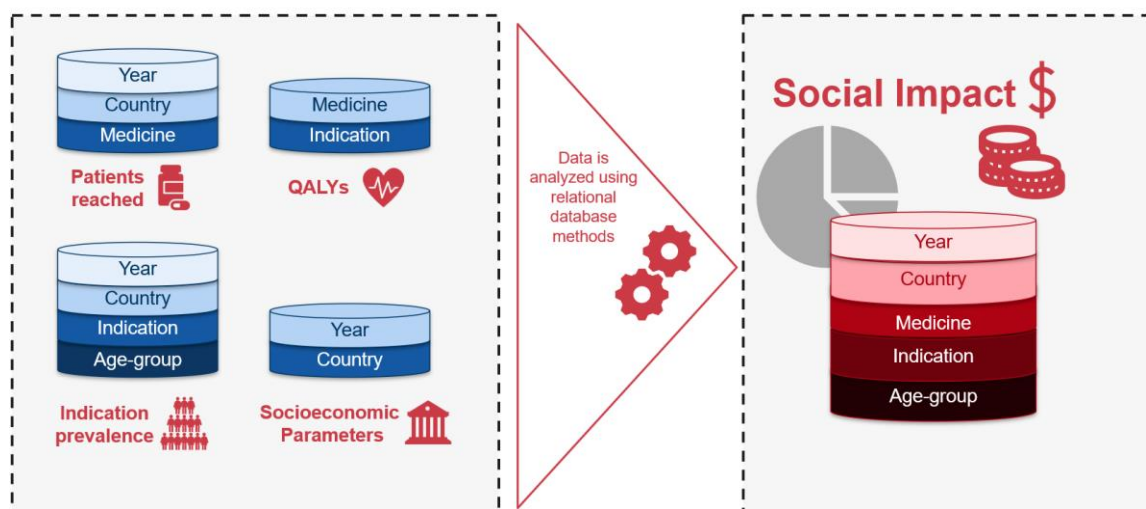 Year
Country
Medicine
Patients
reached
Medicine
Indication
QALYs
Year
Country
Indication
Age-group
Indication
prevalence
Year
Country
Socioeconomic
Parameters
Data is
analyzed using
relational
database
methods
Social Impact $
Year
Country
Medicine
Indication
Age-group